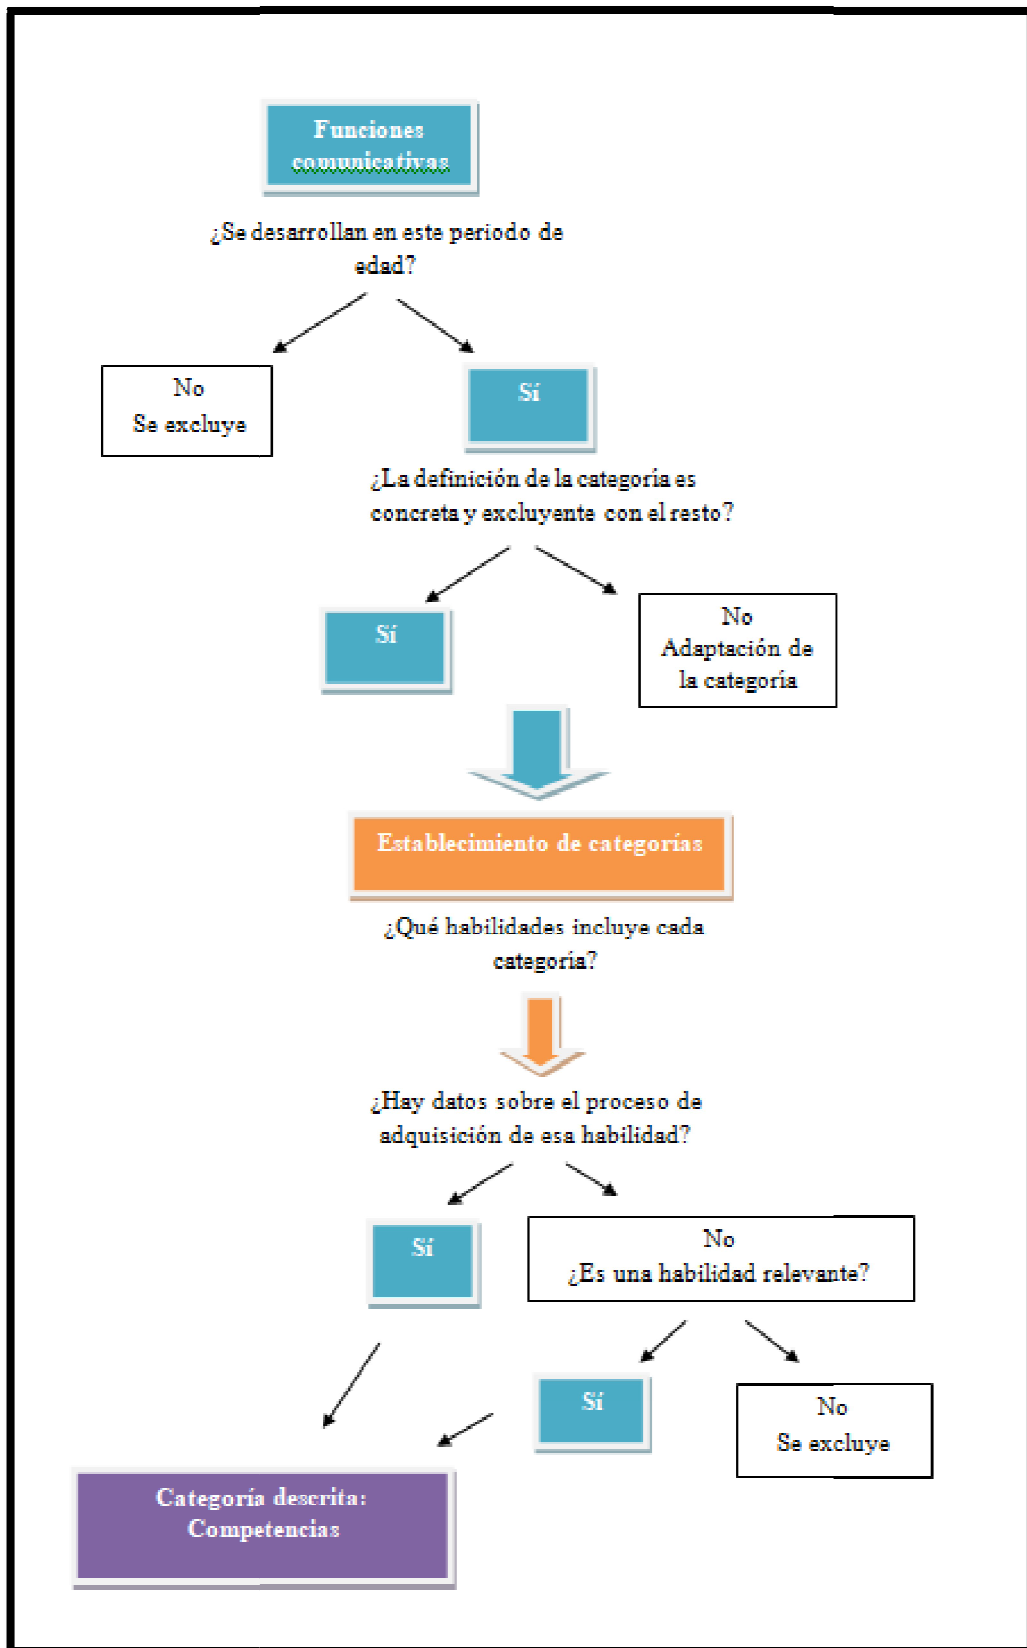 Funciones
comunicativas
¿Se desarrollan en este periodo de
edad?
No
Se excluye
Sí
¿La definición de la categoría es
concreta y excluyente con el resto?
Sí
No
Adaptación de
la categoría
Establecimiento de categorías
¿Qué habilidades incluye cada
categoría?
¿Hay datos sobre el proceso de
adquisición de esa habilidad?
Sí
No
¿Es una habilidad relevante?
Sí
No
Se excluye
Categoría descrita:
Competencias